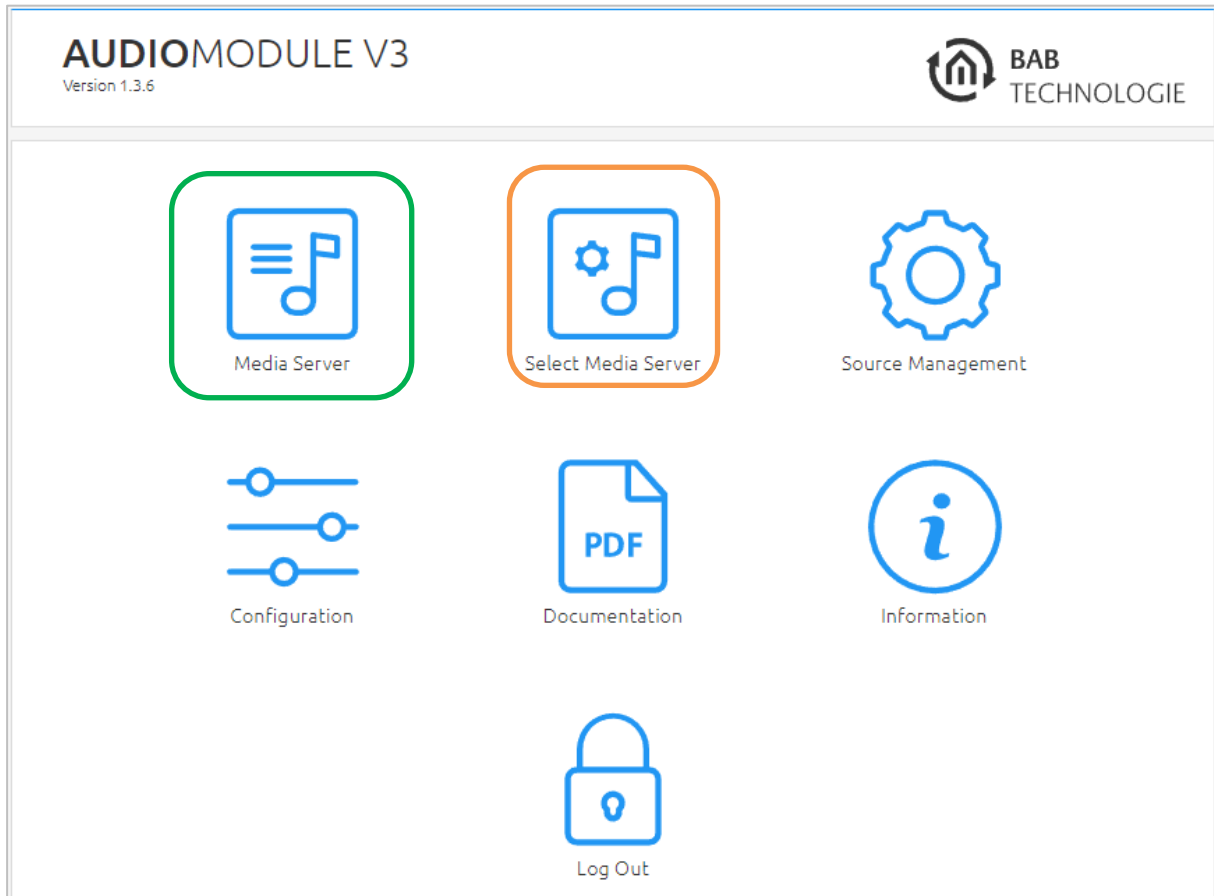 AUDIOMODULE V3
Version 1.3.6
BAB
TECHNOLOGIE
Media Server
Select Media Server
Source Management
Configuration
PDF
Documentation
i
Information
Log Out